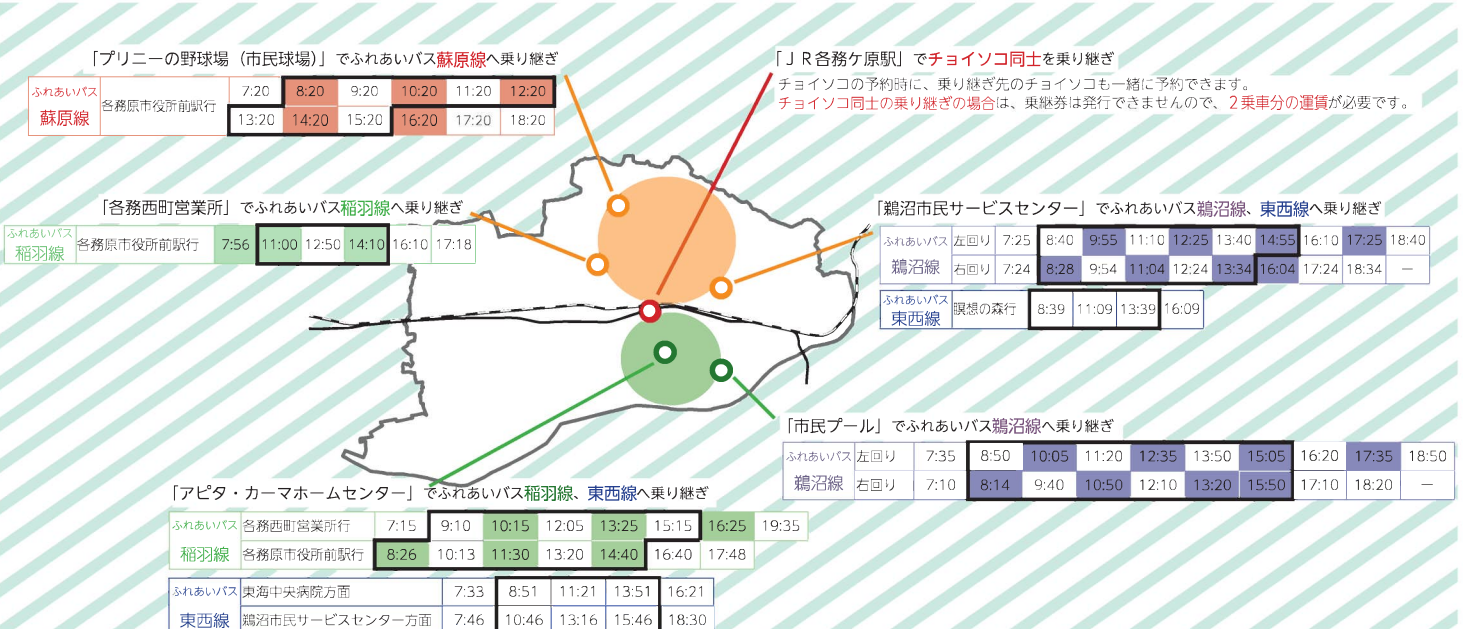 「プリニーの野球場（市民球場）」でふれあいバス蘇原線へ乗り継ぎ
ふれあいバス 蘇原線 各務原市役所前駅行
7:20 8:20 9:20 10:20 11:20 12:20
13:20 14:20 15:20 16:20 17:20 18:20
「ＪＲ各務ケ原駅」でチョイソコ同士を乗り継ぎ
チョイソコの予約時に、乗り継ぎ先のチョイソコも一緒に予約できます。
チョイソコ同士の乗り継ぎの場合は、乗継券は発行できませんので、２乗車分の運賃が必要です。
「各務西町営業所」でふれあいバス稲羽線へ乗り継ぎ
ふれあいバス 稲羽線 各務原市役所前駅行 7:56 11:00 12:50 14:10 16:10 17:18
「鵜沼市民サービスセンター」でふれあいバス鵜沼線、東西線へ乗り継ぎ
ふれあいバス 鵜沼線
左回り 7:25 8:40 9:55 11:10 12:25 13:40 14:55 16:10 17:25 18:40
右回り 7:24 8:28 9:54 11:04 12:24 13:34 16:04 17:24 18:34 ―
ふれあいバス 東西線 瞑想の森行 8:39 11:09 13:39 16:09
「市民プール」でふれあいバス鵜沼線へ乗り継ぎ
ふれあいバス 鵜沼線
左回り 7:35 8:50 10:05 11:20 12:35 13:50 15:05 16:20 17:35 18:50
右回り 7:10 8:14 9:40 10:50 12:10 13:20 15:50 17:10 18:20 ―
「アピタ・カーマホームセンター」でふれあいバス稲羽線、東西線へ乗り継ぎ
ふれあいバス 稲羽線
各務西町営業所行 7:15 9:10 10:15 12:05 13:25 15:15 16:25 19:35
各務原市役所前駅行 8:26 10:13 11:30 13:20 14:40 16:40 17:48
ふれあいバス 東西線
東海中央病院方面 7:33 8:51 11:21 13:51 16:21
鵜沼市民サービスセンター方面 7:46 10:46 13:16 15:46 18:30